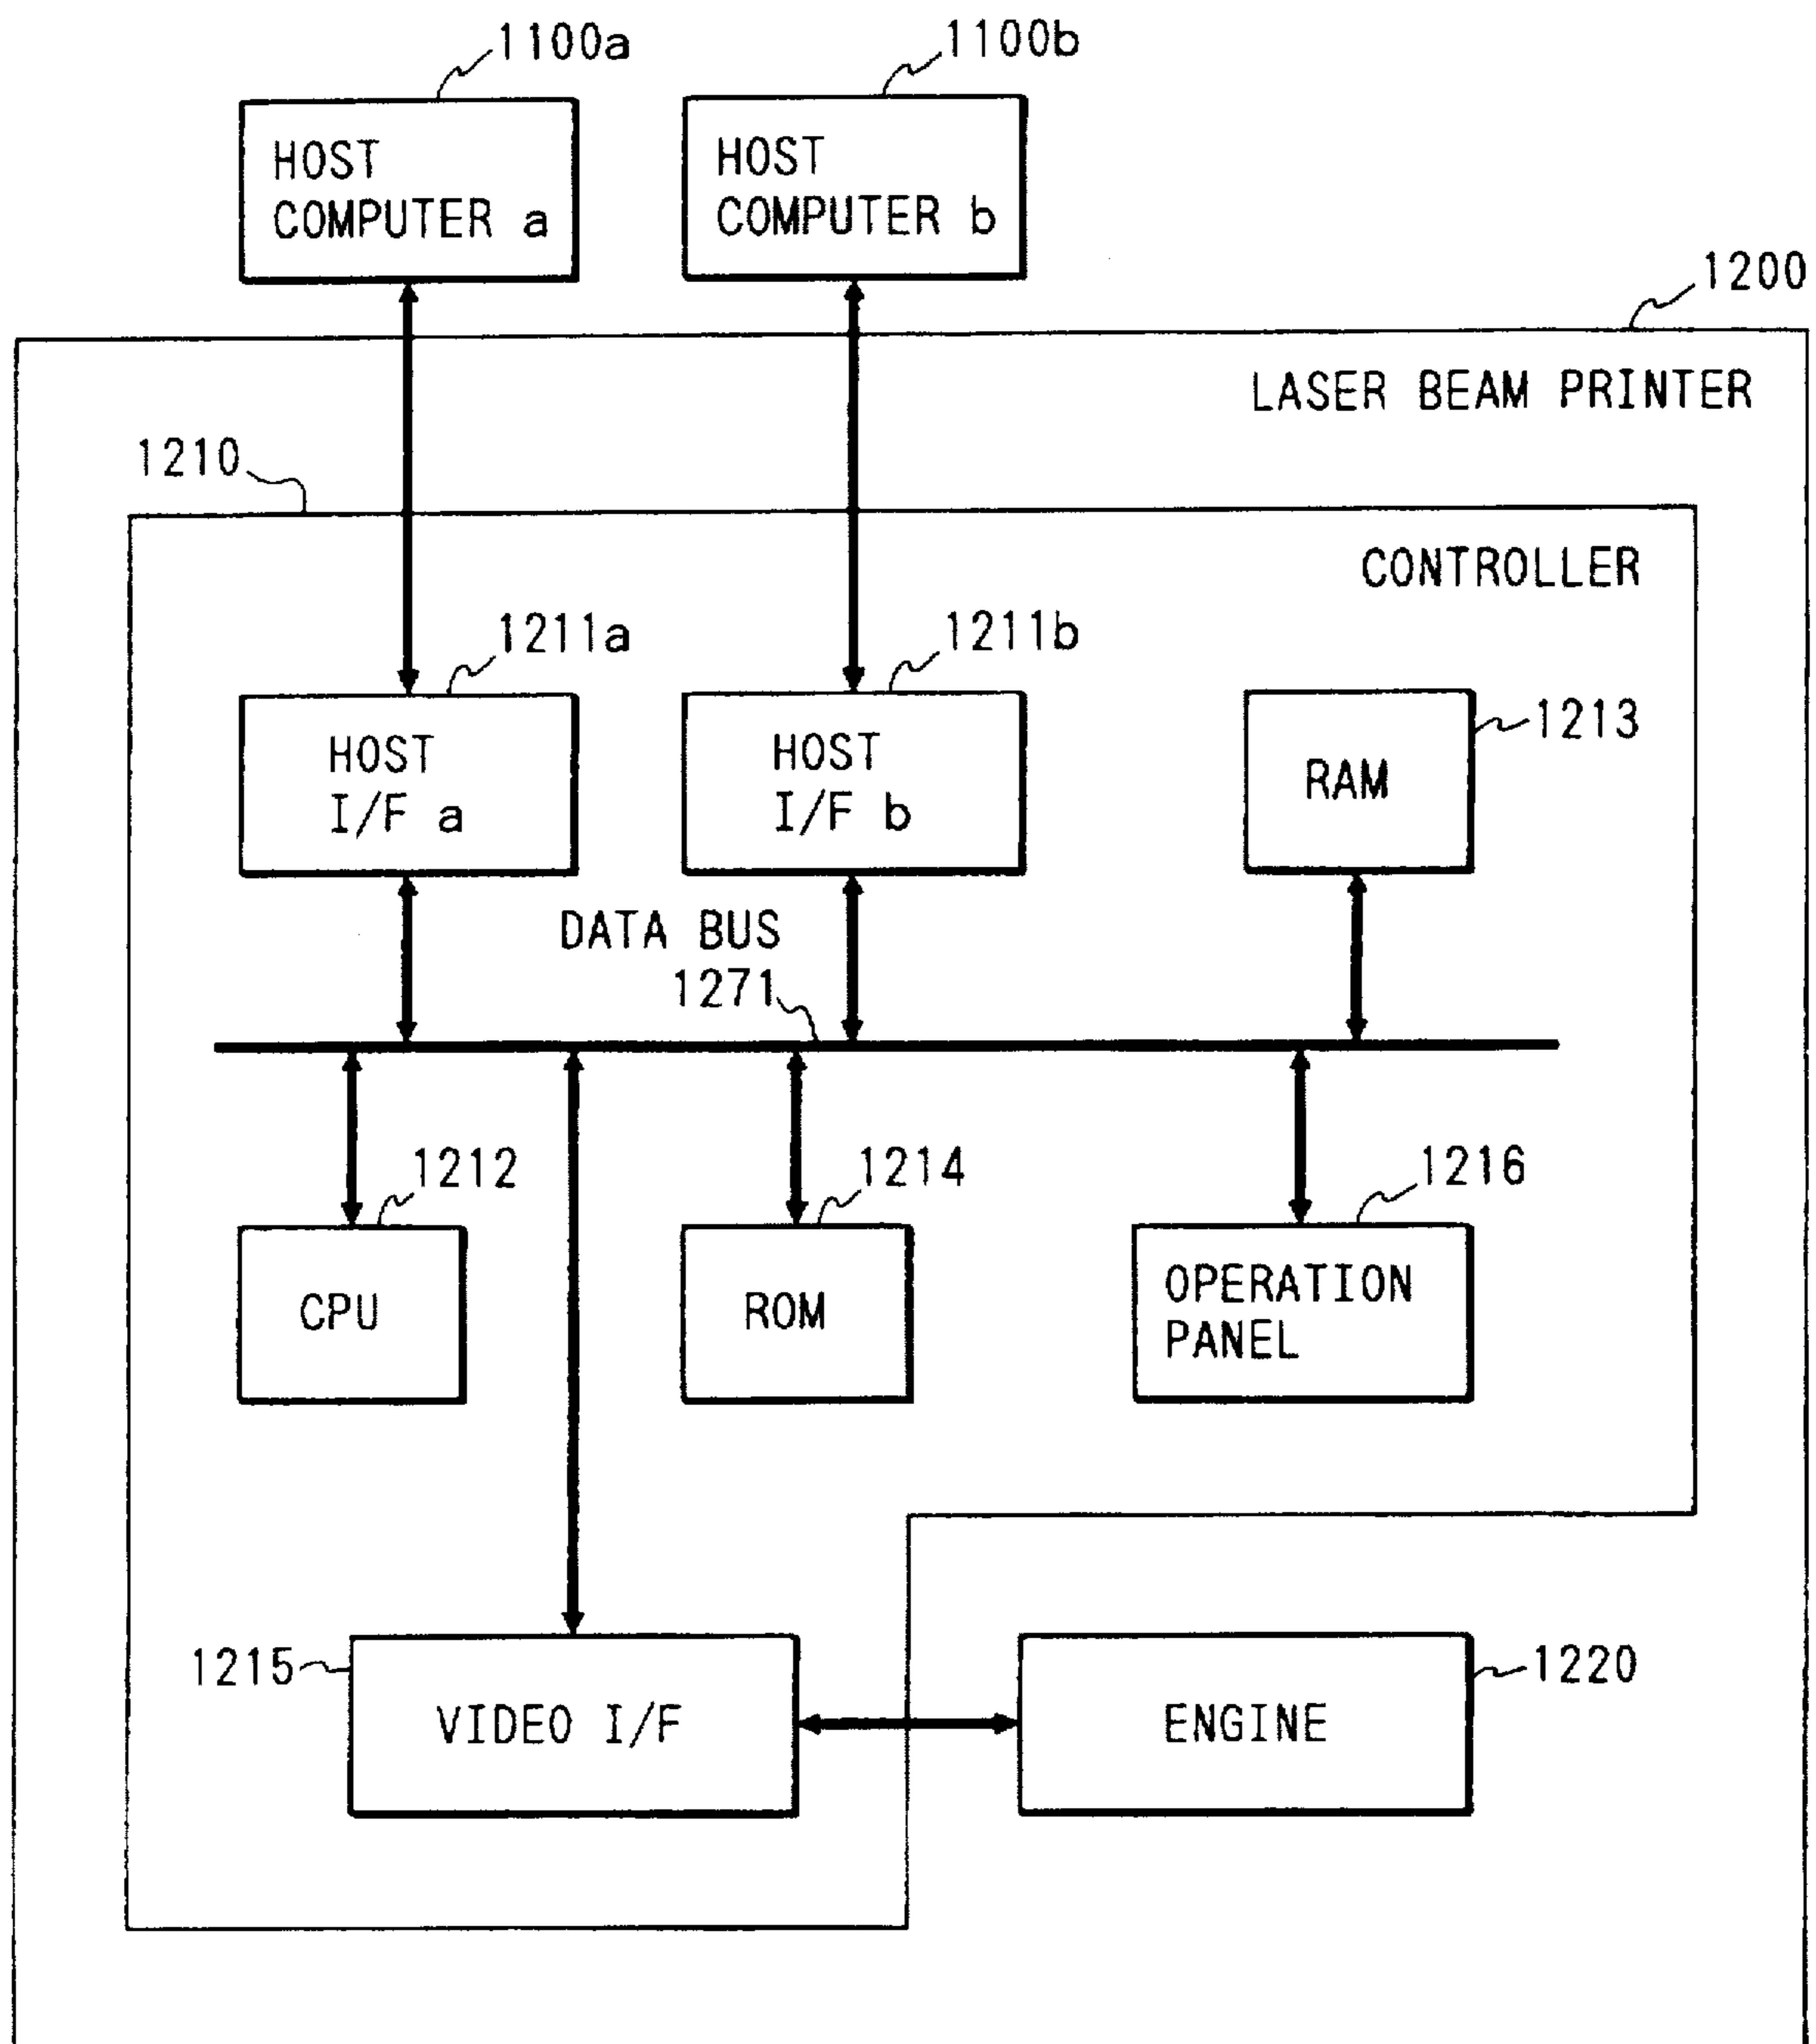 1100a
1100b
HOST
COMPUTER a
HOST
COMPUTER b
1200
LASER BEAM PRINTER
1210
CONTROLLER
1211a
1211b
1213
HOST
I/F a
HOST
I/F b
RAM
DATA BUS
1271
1212
1214
1216
CPU
ROM
OPERATION
PANEL
1215
VIDEO I/F
ENGINE
1220